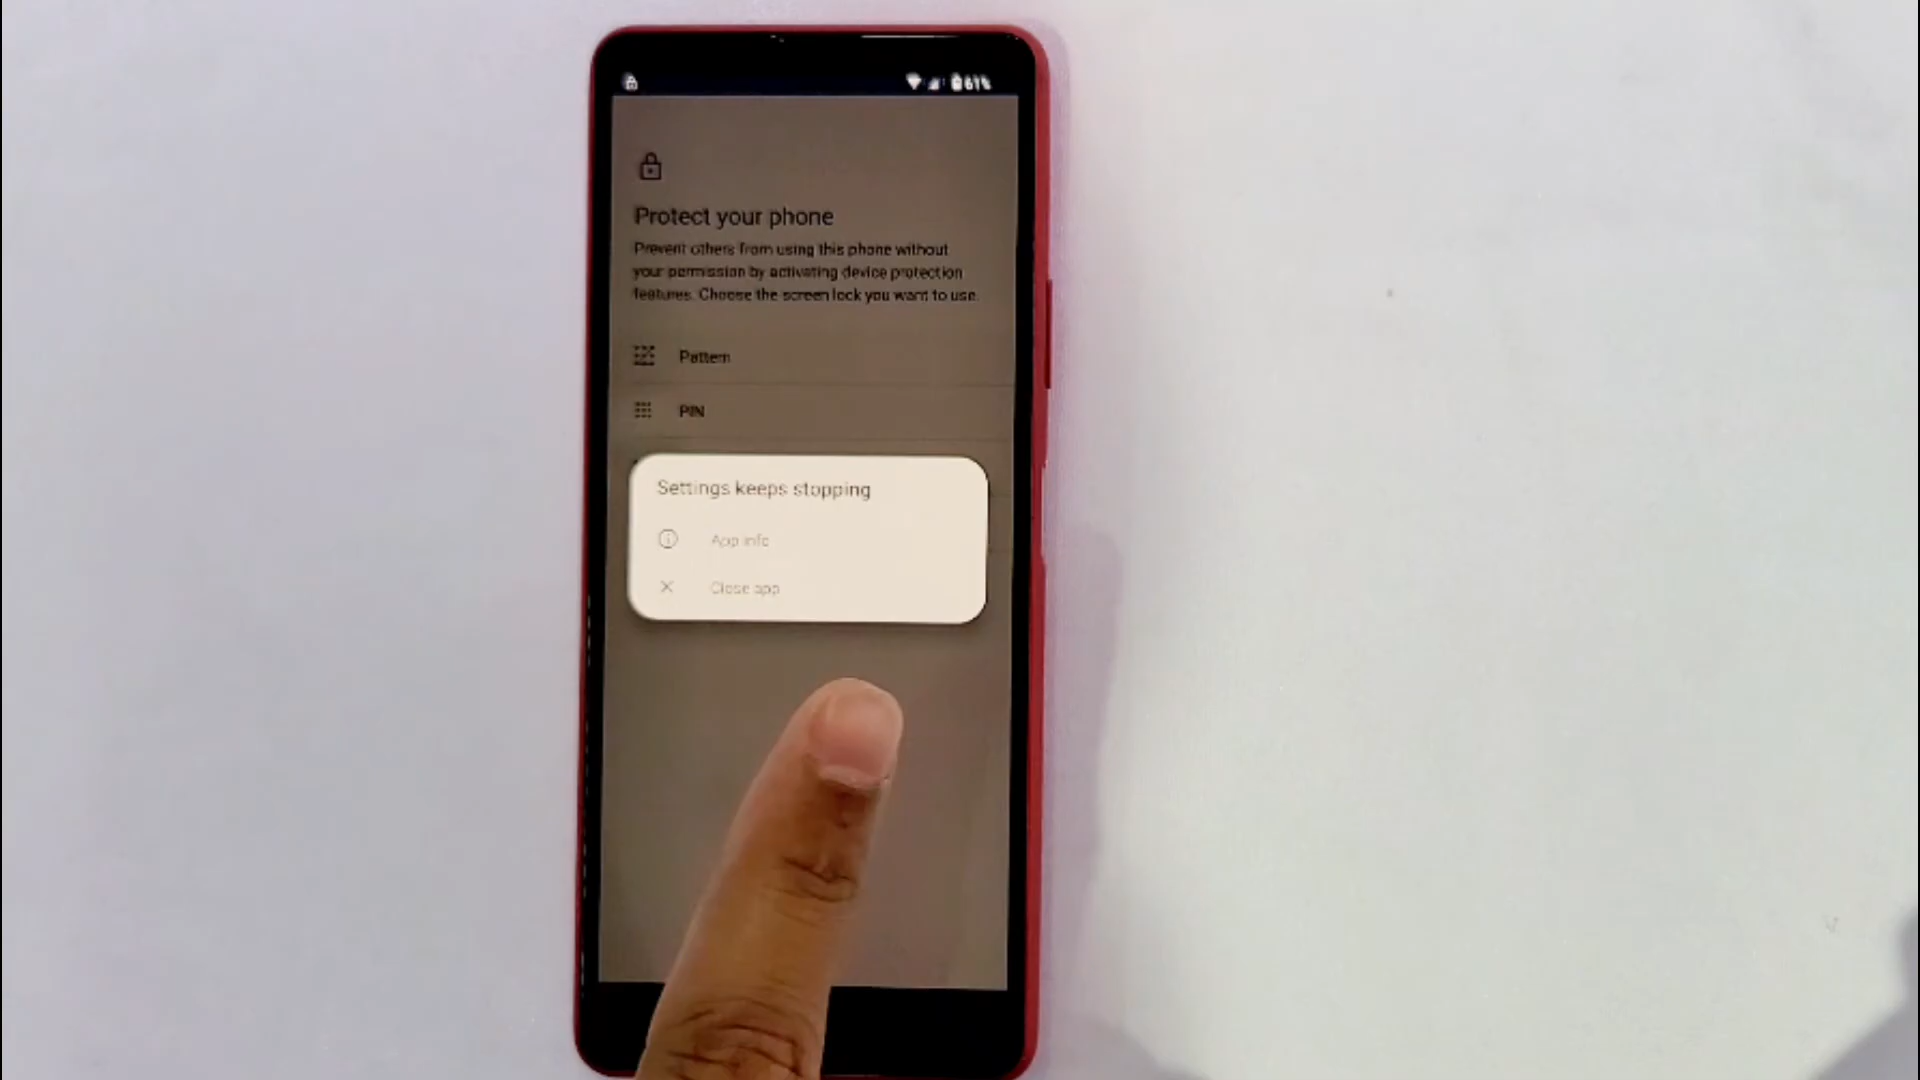 61%
Protect your phone
Prevent others from using this phone without
your permission by activating device protection
features. Choose the screen lock you want to use.
Pattern
PIN
Settings keeps stopping
App info
Close app